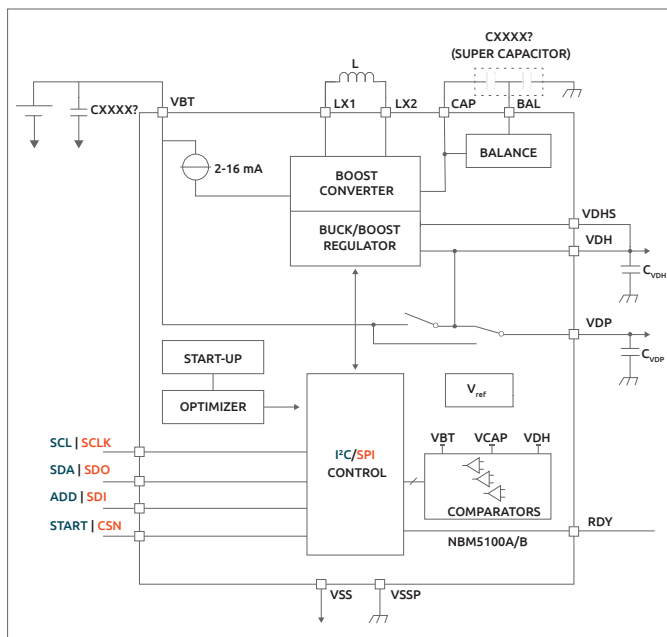 CXXXX?
(SUPER CAPACITOR)
L
CXXXX?
VBT
LX1
LX2
CAP
BAL
2-16 mA
BOOST
CONVERTER
BALANCE
BUCK/BOOST
REGULATOR
VDHS
VDH
CVDH
VDP
CVDP
START-UP
OPTIMIZER
Vref
SCL | SCLK
SDA | SDO
ADD | SDI
START | CSN
I²C/SPI
CONTROL
VBT VCAP VDH
COMPARATORS
NBM5100A/B
RDY
VSS
VSSP